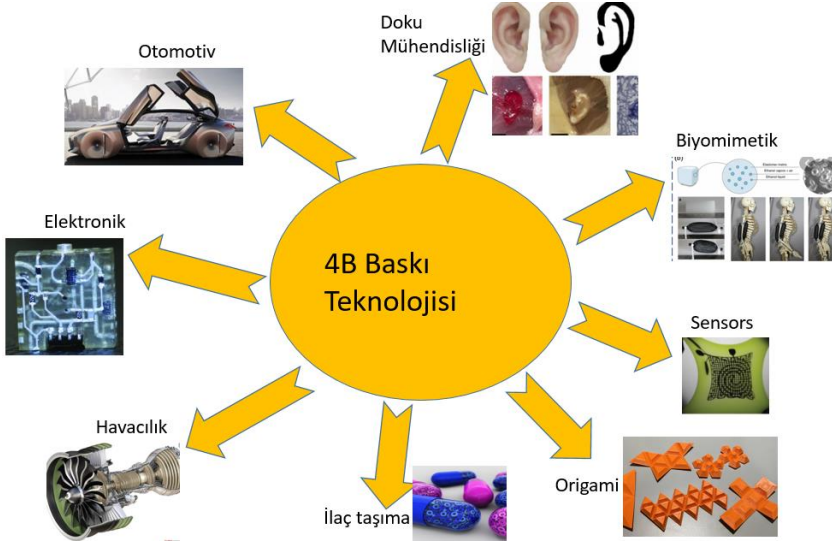 Otomotiv
Doku
Mühendisliği
Biyomimetik
Elektronik
4B Baskı
Teknolojisi
Sensors
Havacılık
İlaç taşıma
Origami